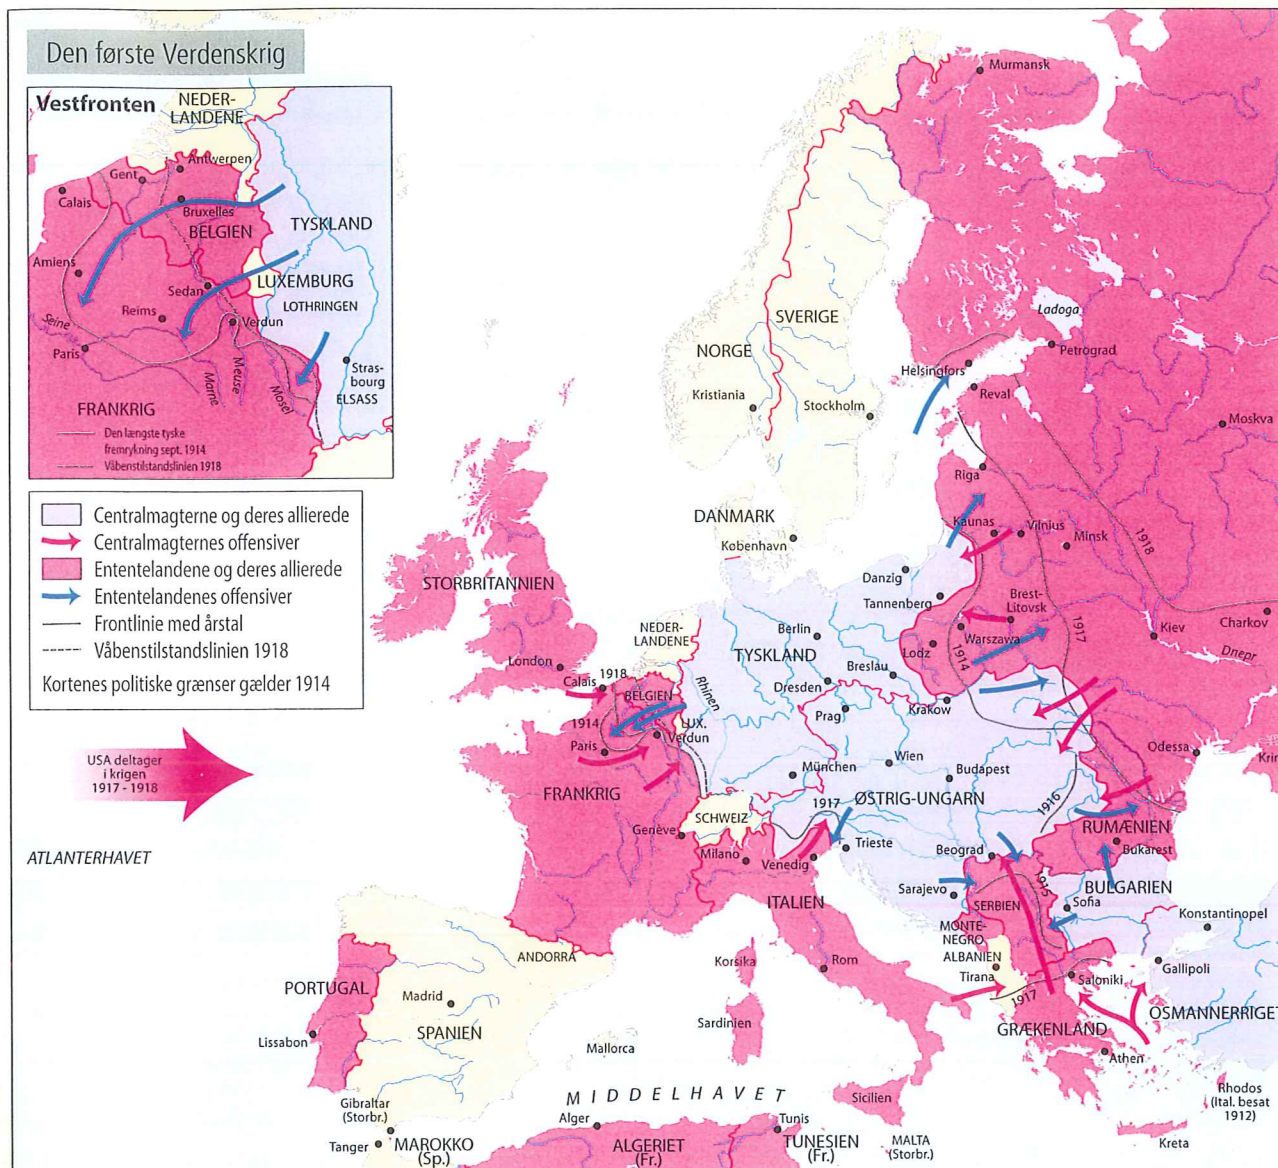 Den første Verdenskrig
Vestfronten
NEDER-
LANDENE
Antwerpen
Gent
Calais
Bruxelles
BELGIEN
TYSKLAND
Amiens
Sedan
LUXEMBURG
LOTHRINGEN
Reims
Verdun
Seine
Paris
Marne
Meuse
Mosel
Stras-
bourg
ELSASS
FRANKRIG
Den længste tyske
fremrykning sept. 1914
Våbenstilstandslinien 1918
Centralmagterne og deres allierede
Centralmagternes offensiver
Ententelandene og deres allierede
Ententelandenes offensiver
Frontlinie med årstal
Våbenstilstandslinien 1918
Kortenes politiske grænser gælder 1914
USA deltager
i krigen
1917 - 1918
ATLANTERHAVET
Murmansk
SVERIGE
NORGE
Ladoga
Petrograd
Helsingfors
Reval
Kristiania
Stockholm
Moskva
Riga
DANMARK
København
Kaunas
Vilnius
Minsk
1918
STORBRITANNIEN
Danzig
Tannenberg
NEDER-
LANDENE
Berlin
TYSKLAND
Brest-
Litovsk
Warszawa
Lodz
1914
1917
Kiev
Charkov
Dnepr
London
Calais
1918
BELGIEN
Rhinen
Breslau
Dresden
Krakow
Prag
1914
LUX.
Verdun
Paris
Odessa
Krim
München
Wien
Budapest
FRANKRIG
SCHWEIZ
ØSTRIG-UNGARN
1917
1916
RUMÆNIEN
Bukarest
Genève
Milano
Venedig
Trieste
Beograd
1915
Sarajevo
BULGARIEN
Sofia
SERBIEN
ITALIEN
Konstantinopel
MONTE-
NEGRO
ALBANIEN
Tirana
ANDORRA
Korsika
Rom
Saloniki
Gallipoli
1917
PORTUGAL
Madrid
SPANIEN
Lissabon
Sardinien
OSMANNERRIGET
GRÆKENLAND
Mallorca
Athen
MIDDELHAVET
Sicilien
Rhodos
(Ital. besat
1912)
Gibraltar
(Storbr.)
Alger
Tunis
Tanger
MAROKKO
(Sp.)
ALGERIET
(Fr.)
TUNESIEN
(Fr.)
MALTA
(Storbr.)
Kreta